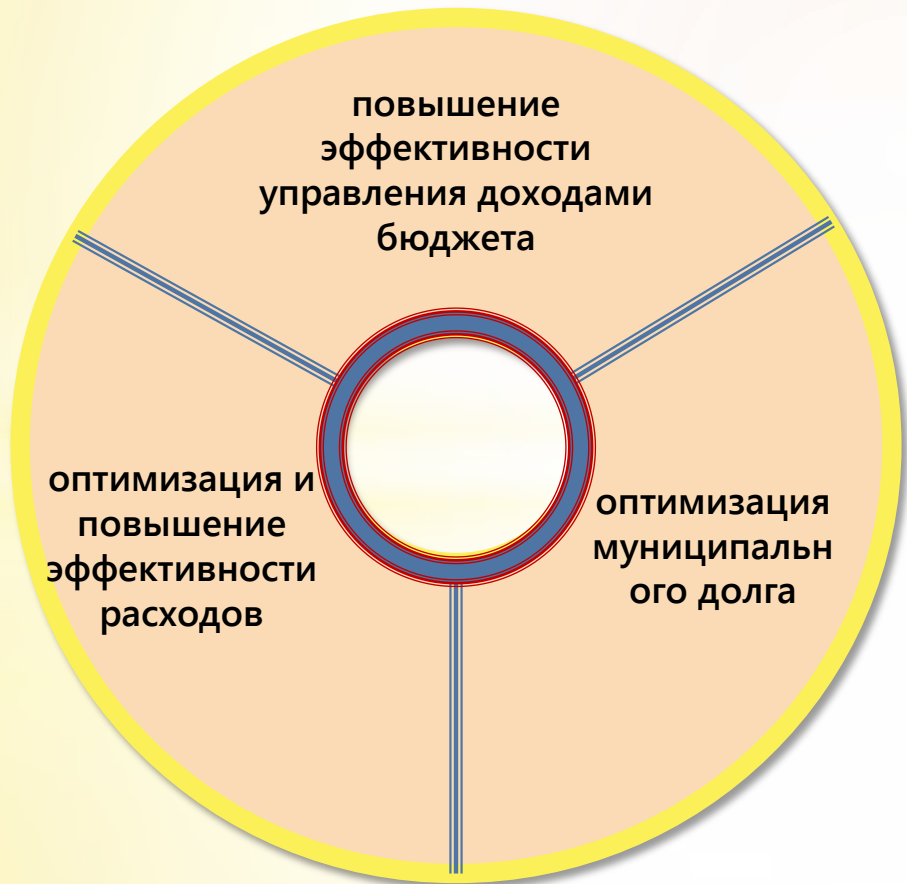 повышение
эффективности
управления доходами
бюджета
оптимизация и
повышение
эффективности
расходов
оптимизация
муниципальн
ого долга